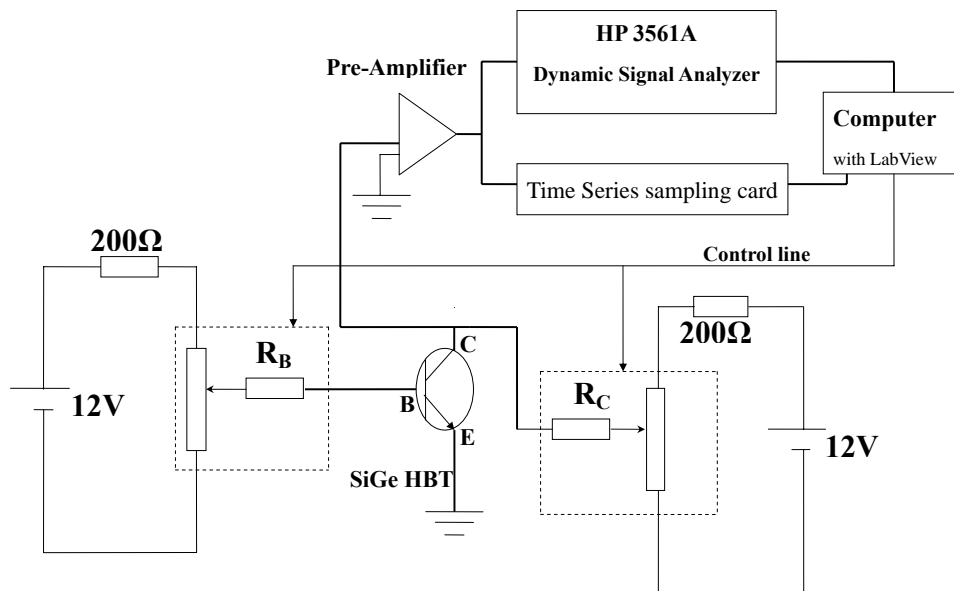 HP 3561A
Dynamic Signal Analyzer
Pre-Amplifier
Computer
with LabView
Time Series sampling card
200Ω
Control line
200Ω
R_B
C
R_C
12V
B
E
12V
SiGe HBT